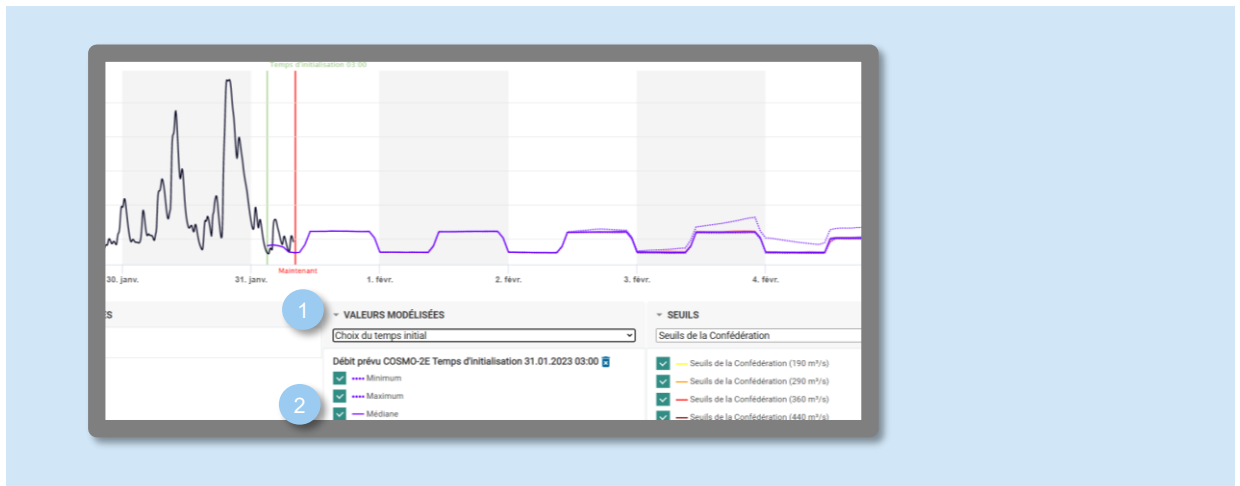 Temps d'initialisation 03:00
Maintenant
30. janv. 31. janv. 1. févr. 2. févr. 3. févr. 4. févr.
S 1 VALEURS MODÉLISÉES SEUILS
Choix du temps initial Seuils de la Confédération
Débit prévu COSMO-2E Temps d'initialisation 31.01.2023 03:00
Seuils de la Confédération (190 m³/s)
Minimum
Seuils de la Confédération (290 m³/s)
Maximum
Seuils de la Confédération (360 m³/s)
2 Médiane
Seuils de la Confédération (440 m³/s)